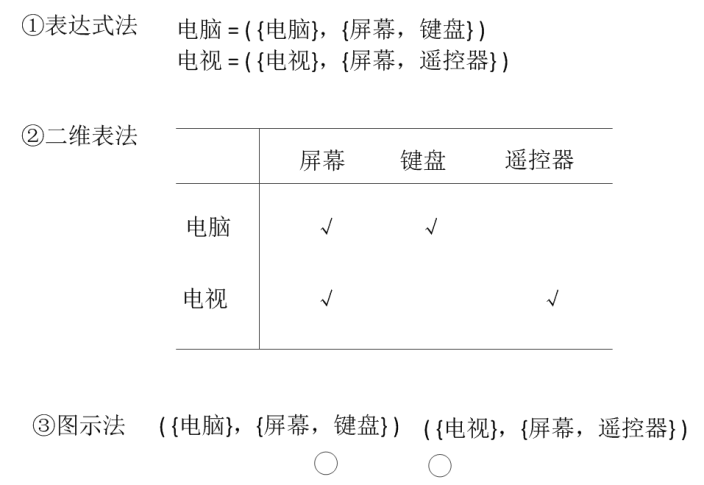 ①表达式法 电脑 = ( {电脑}，{屏幕，键盘} )
电视 = ( {电视}，{屏幕，遥控器} )
②二维表法
屏幕 键盘 遥控器
电脑 √ √
电视 √ √
③图示法 ( {电脑}，{屏幕，键盘} ) ( {电视}，{屏幕，遥控器} )